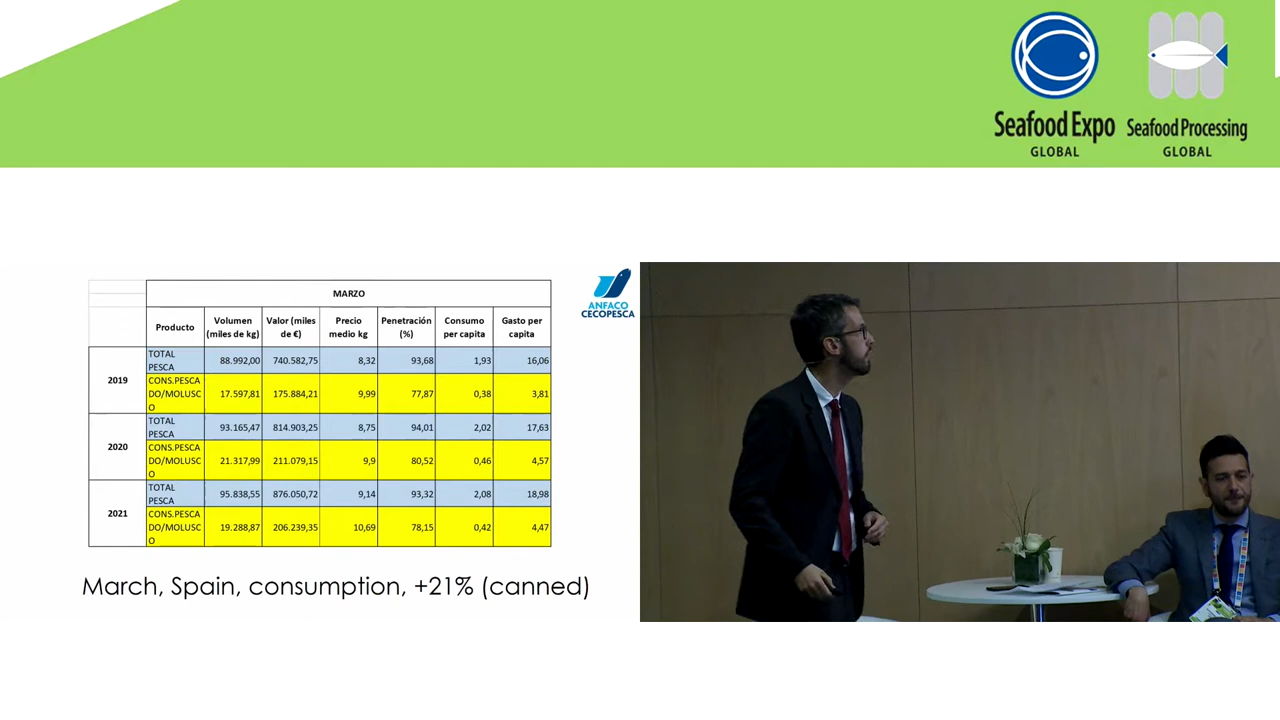 Seafood Expo
GLOBAL
Seafood Processing
GLOBAL
ANFACO
CECOPESCA
MARZO
Producto Volumen (miles de kg) Valor (miles de €) Precio medio kg Penetración (%) Consumo per capita Gasto per capita
2019
TOTAL PESCA 88.992,00 740.582,75 8,32 93,68 1,93 16,06
CONS.PESCADO/MOLUSCO 17.597,81 175.884,21 9,99 77,87 0,38 3,81
2020
TOTAL PESCA 93.165,47 814.903,25 8,75 94,01 2,02 17,63
CONS.PESCADO/MOLUSCO 21.317,99 211.079,15 9,9 80,52 0,46 4,57
2021
TOTAL PESCA 95.838,55 876.050,72 9,14 93,32 2,08 18,98
CONS.PESCADO/MOLUSCO 19.288,87 206.239,35 10,69 78,15 0,42 4,47
March, Spain, consumption, +21% (canned)